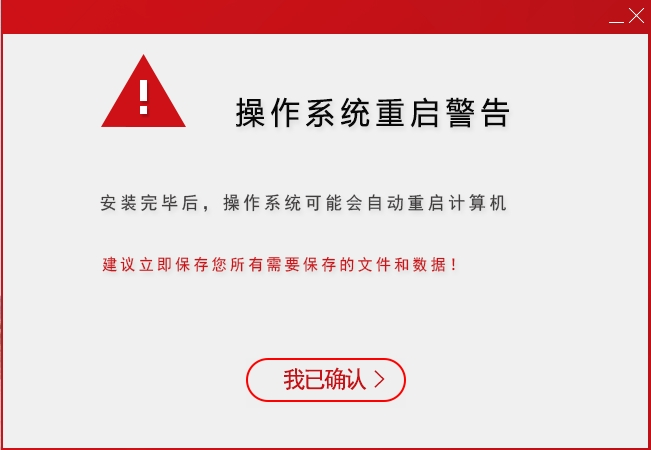 操作系统重启警告
安装完毕后，操作系统可能会自动重启计算机
建议立即保存您所有需要保存的文件和数据！
我已确认